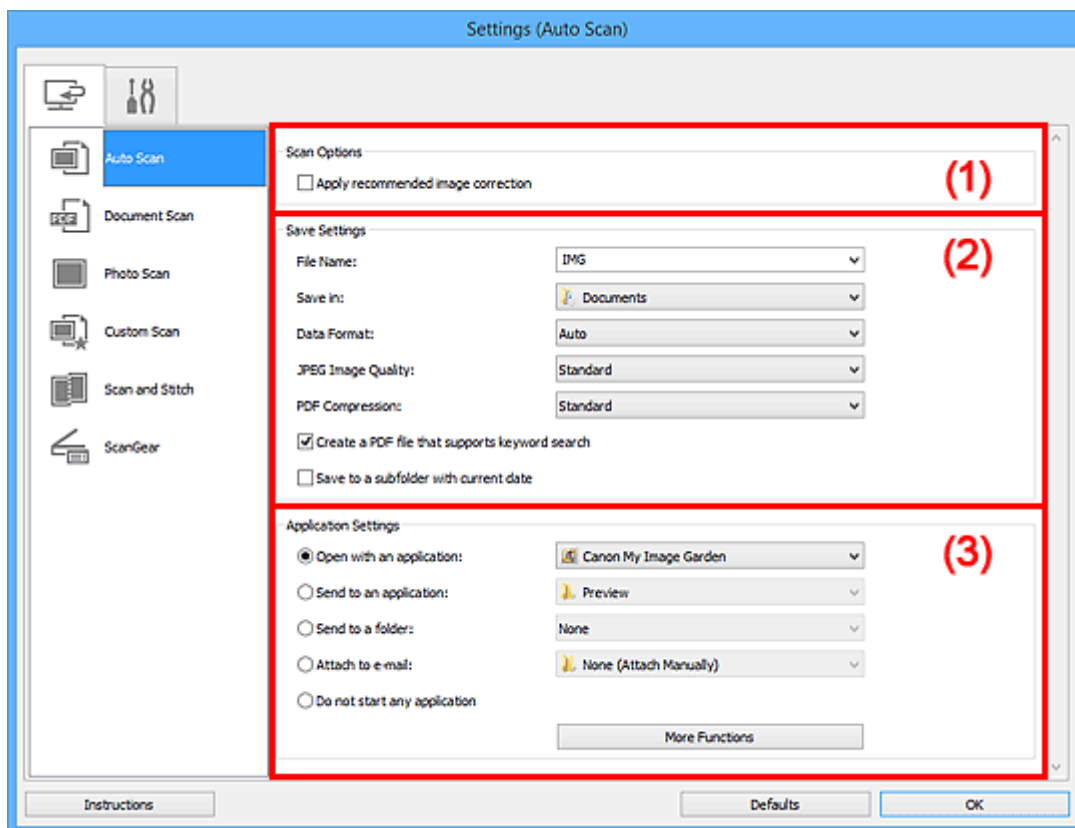 Settings (Auto Scan)
Auto Scan
Document Scan
PDF
Photo Scan
Custom Scan
Scan and Stitch
ScanGear
Scan Options
Apply recommended image correction
(1)
Save Settings
(2)
File Name: IMG
Save in: Documents
Data Format: Auto
JPEG Image Quality: Standard
PDF Compression: Standard
Create a PDF file that supports keyword search
Save to a subfolder with current date
Application Settings
(3)
Open with an application: Canon My Image Garden
Send to an application: Preview
Send to a folder: None
Attach to e-mail: None (Attach Manually)
Do not start any application
More Functions
Instructions Defaults OK